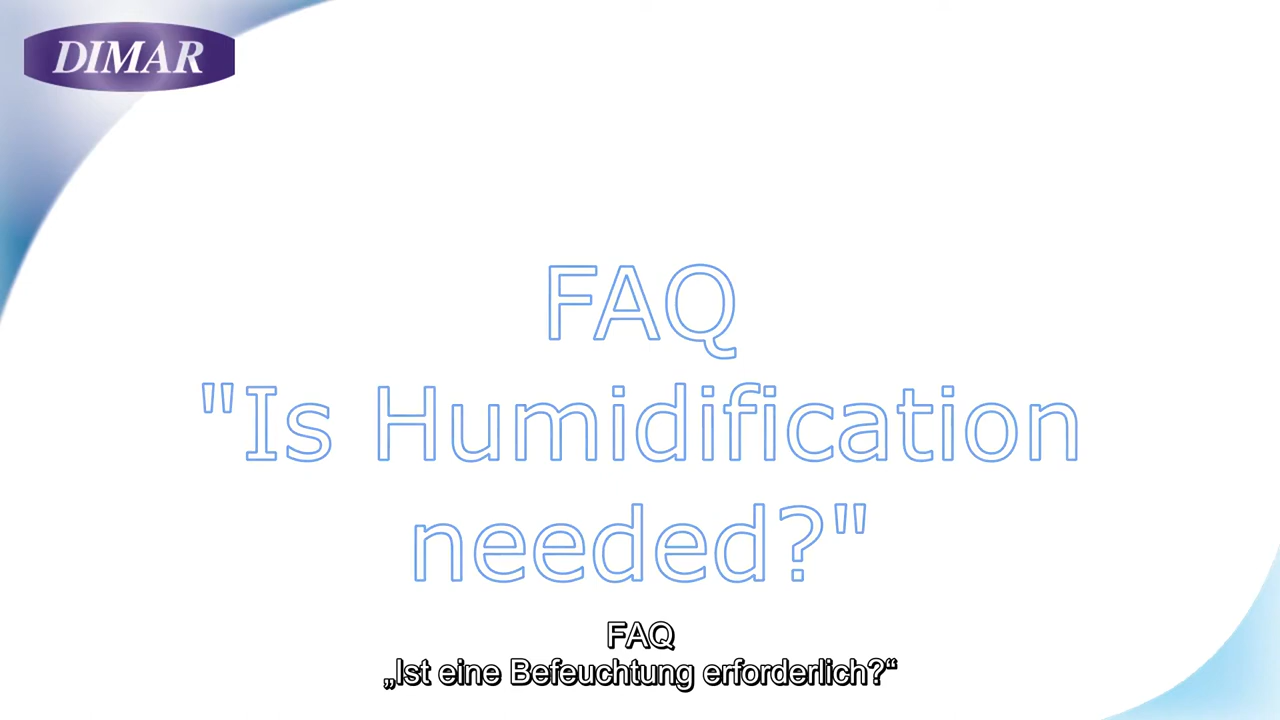 DIMAR
FAQ
"Is Humidification
needed?"
FAQ
„Ist eine Befeuchtung erforderlich?“